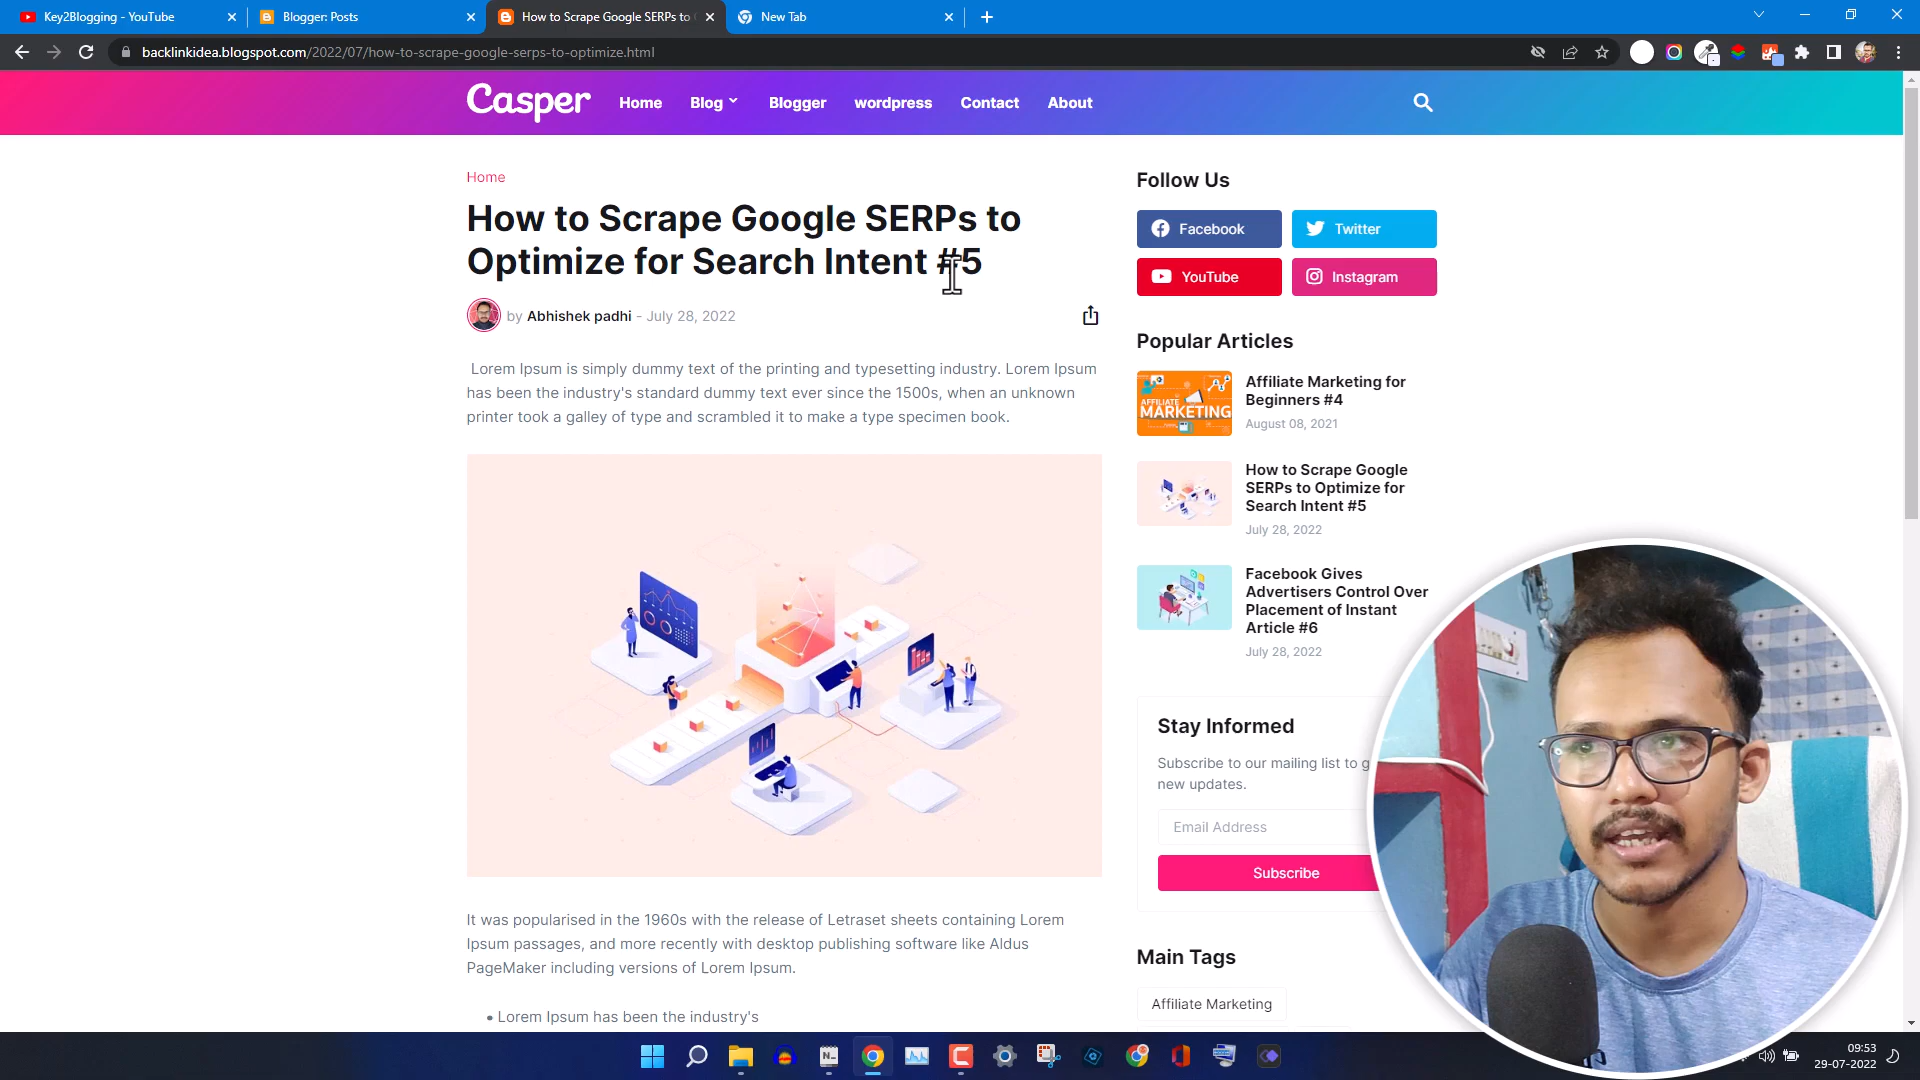 Key2Blogging - YouTube
Blogger: Posts
How to Scrape Google SERPs to
New Tab
backlinkidea.blogspot.com/2022/07/how-to-scrape-google-serps-to-optimize.html
Casper
Home
Blog
Blogger
wordpress
Contact
About
Home
How to Scrape Google SERPs to
Optimize for Search Intent #5
by Abhishek padhi - July 28, 2022
Lorem Ipsum is simply dummy text of the printing and typesetting industry. Lorem Ipsum
has been the industry's standard dummy text ever since the 1500s, when an unknown
printer took a galley of type and scrambled it to make a type specimen book.
It was popularised in the 1960s with the release of Letraset sheets containing Lorem
Ipsum passages, and more recently with desktop publishing software like Aldus
PageMaker including versions of Lorem Ipsum.
• Lorem Ipsum has been the industry's
Follow Us
Facebook
Twitter
YouTube
Instagram
Popular Articles
AFFILIATE
MARKETING
Affiliate Marketing for
Beginners #4
August 08, 2021
How to Scrape Google
SERPs to Optimize for
Search Intent #5
July 28, 2022
Facebook Gives
Advertisers Control Over
Placement of Instant
Article #6
July 28, 2022
Stay Informed
Subscribe to our mailing list to
new updates.
Email Address
Subscribe
Main Tags
Affiliate Marketing
09:53
29-07-2022